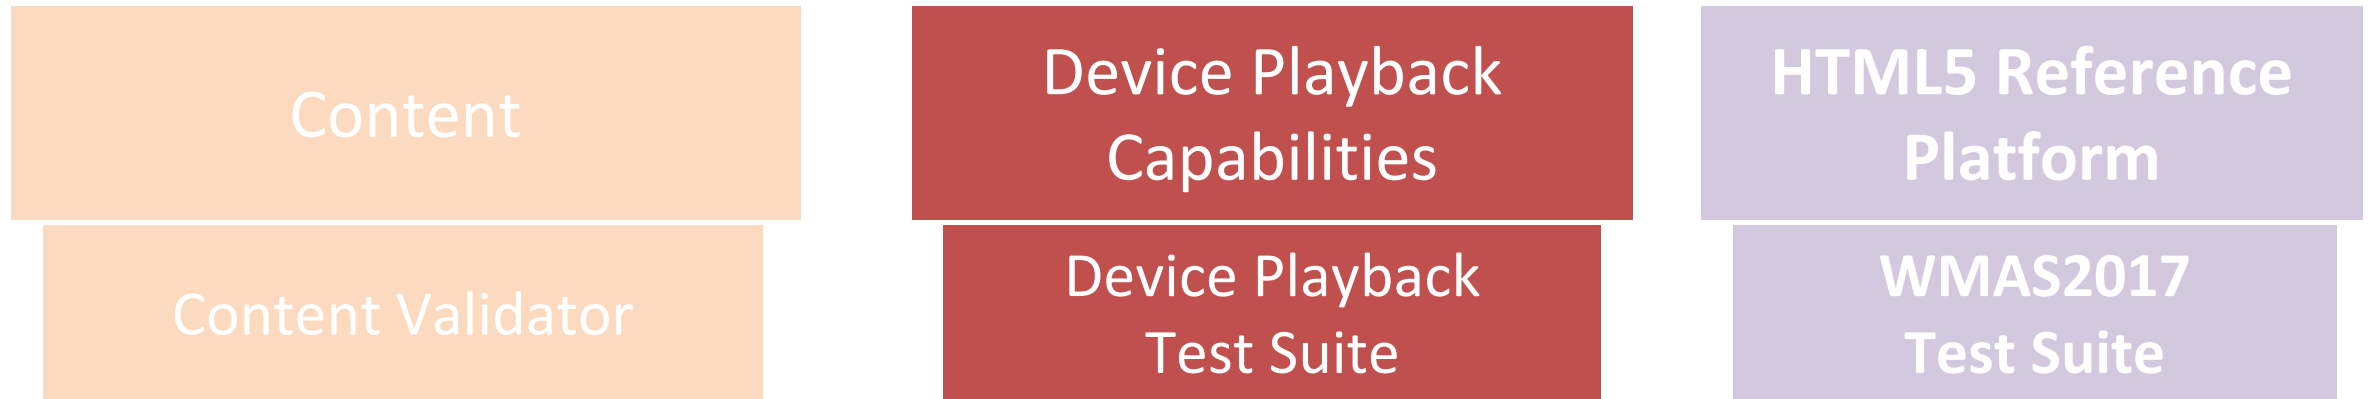 Content
Content Validator
Device Playback
Capabilities
Device Playback
Test Suite
HTML5 Reference
Platform
WMAS2017
Test Suite